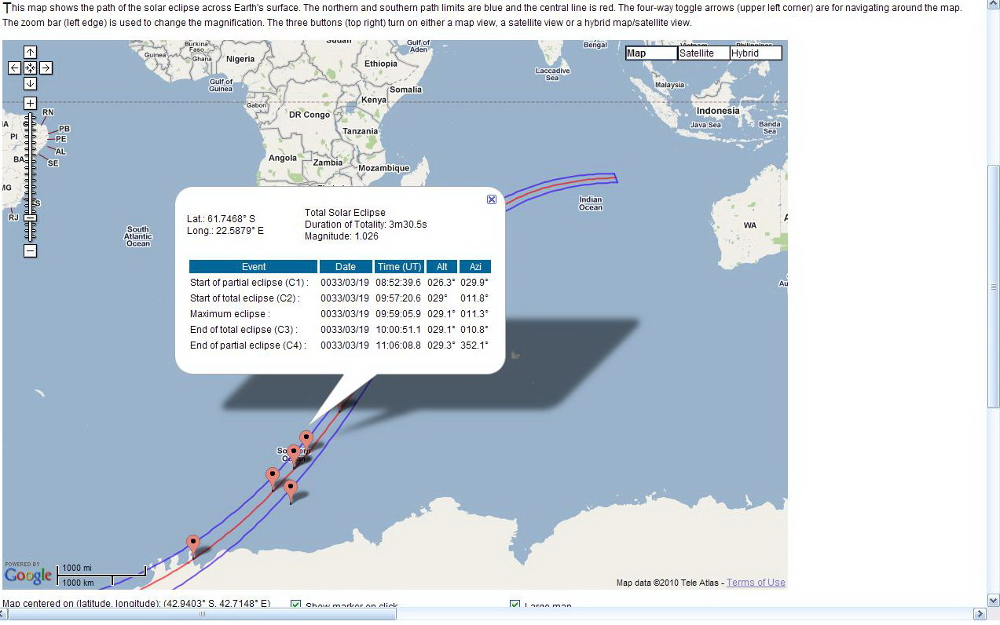 This map shows the path of the solar eclipse across Earth's surface. The northern and southern path limits are blue and the central line is red. The four-way toggle arrows (upper left corner) are for navigating around the map.
The zoom bar (left edge) is used to change the magnification. The three buttons (top right) turn on either a map view, a satellite view or a hybrid map/satellite view.
Sudan
Gulf of
Aden
Bengal
Vietnam
Philippines
Map Satellite Hybrid
Burkina
Faso
Guinea
Ghana
Nigeria
Ethiopia
Laccadive
Sea
Gulf of
Guinea
Somalia
Malaysia
Gabon
Kenya
DR Congo
Indonesia
Java Sea
Banda
Sea
Tanzania
RN
PI
PB
PE
AL
BA
SE
MG
RJ
Angola
Zambia
Mozambique
Indian
Ocean
WA
South
Atlantic
Ocean
Au
Lat.: 61.7468° S
Long.: 22.5879° E
Total Solar Eclipse
Duration of Totality: 3m30.5s
Magnitude: 1.026
Event Date Time (UT) Alt Azi
Start of partial eclipse (C1) : 0033/03/19 08:52:39.6 026.3° 029.9°
Start of total eclipse (C2) : 0033/03/19 09:57:20.6 029° 011.8°
Maximum eclipse : 0033/03/19 09:59:05.9 029.1° 011.3°
End of total eclipse (C3) : 0033/03/19 10:00:51.1 029.1° 010.8°
End of partial eclipse (C4) : 0033/03/19 11:06:08.8 029.3° 352.1°
POWERED BY
Google
1000 mi
1000 km
Map data ©2010 Tele Atlas - Terms of Use
Map centered on (latitude, longitude): (42.9403° S, 42.7148° E)
Show marker on click
Large map